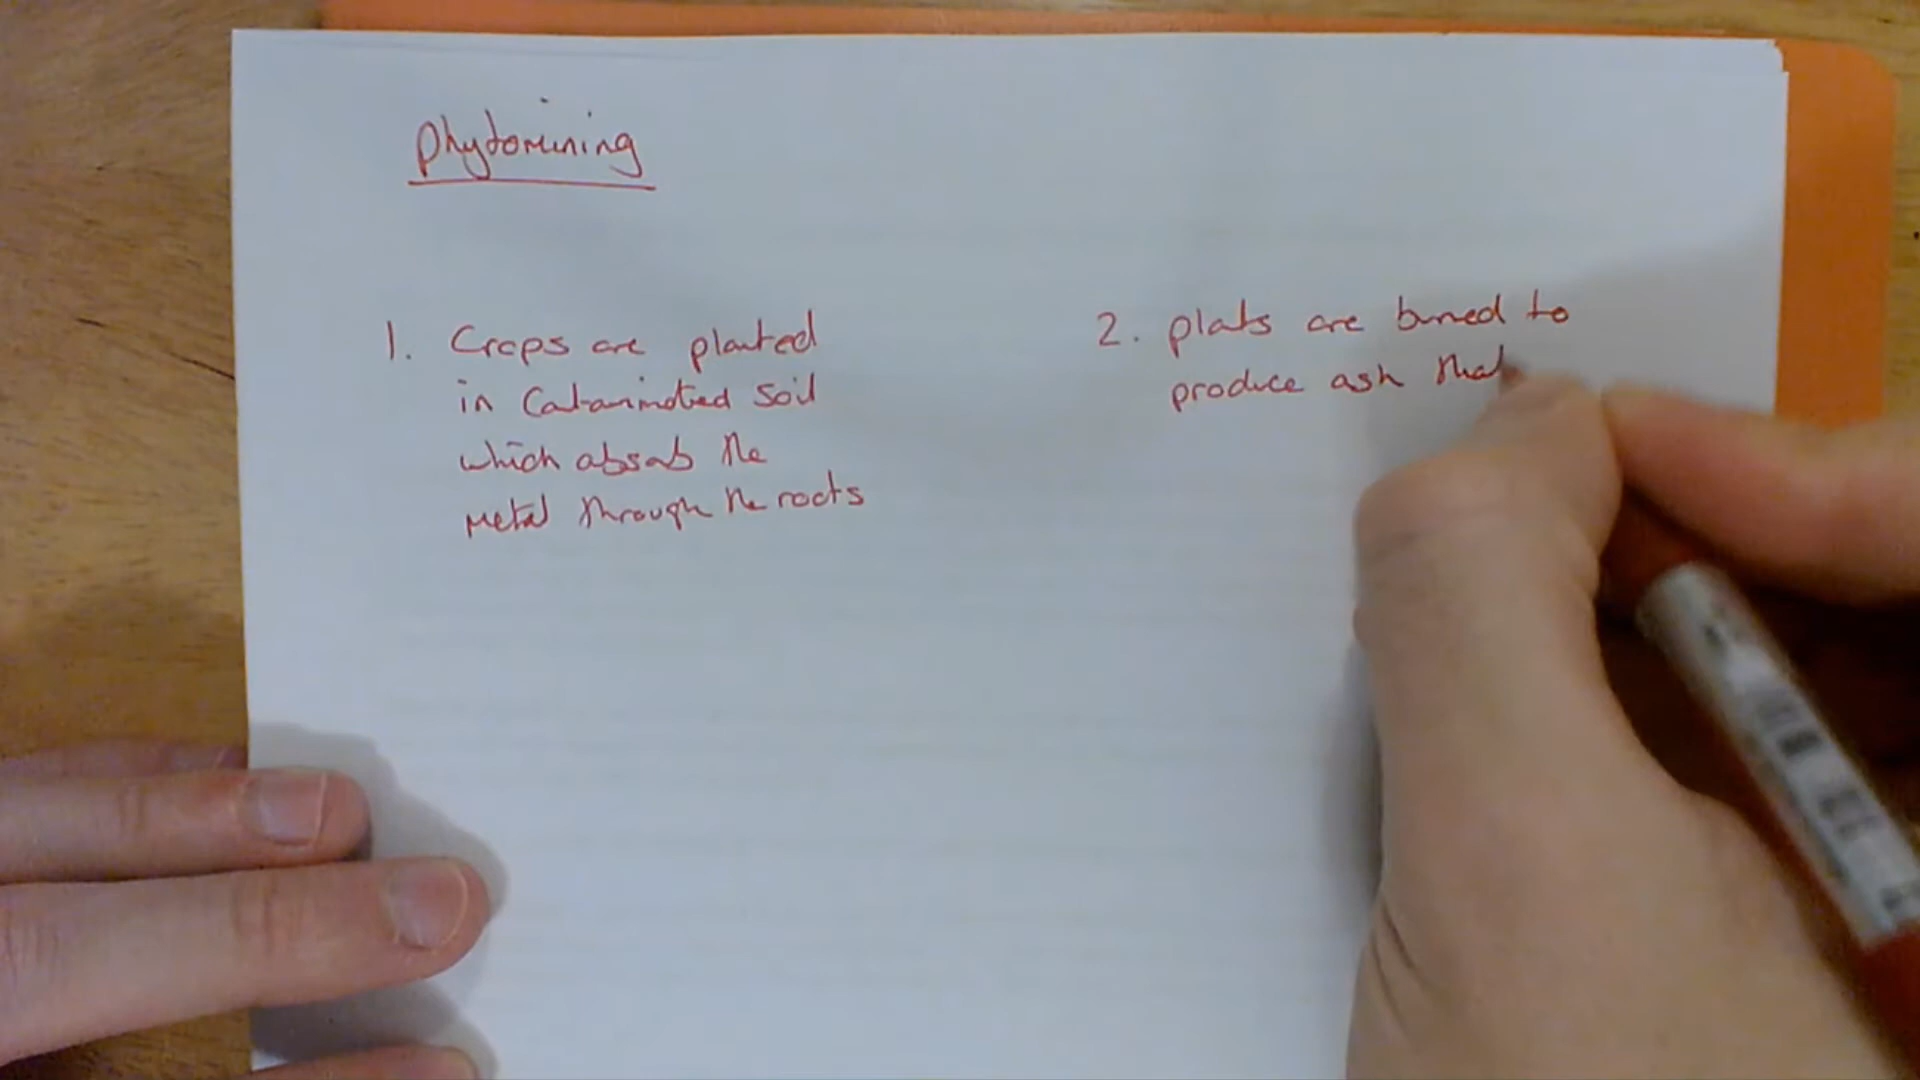 Phytomining
1. Crops are planted
in Contaminated soil
which absorb the
metal through the roots
2. plants are burned to
produce ash that